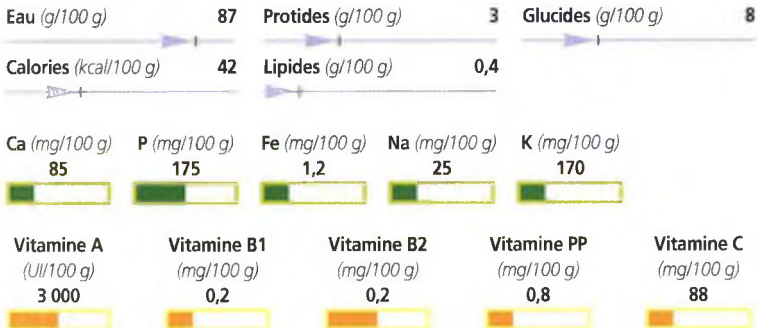 Eau (g/100 g) 87 Protides (g/100 g) 3 Glucides (g/100 g) 8
Calories (kcal/100 g) 42 Lipides (g/100 g) 0,4
Ca (mg/100 g) P (mg/100 g) Fe (mg/100 g) Na (mg/100 g) K (mg/100 g)
85 175 1,2 25 170
Vitamine A Vitamine B1 Vitamine B2 Vitamine PP Vitamine C
(UI/100 g) (mg/100 g) (mg/100 g) (mg/100 g) (mg/100 g)
3 000 0,2 0,2 0,8 88